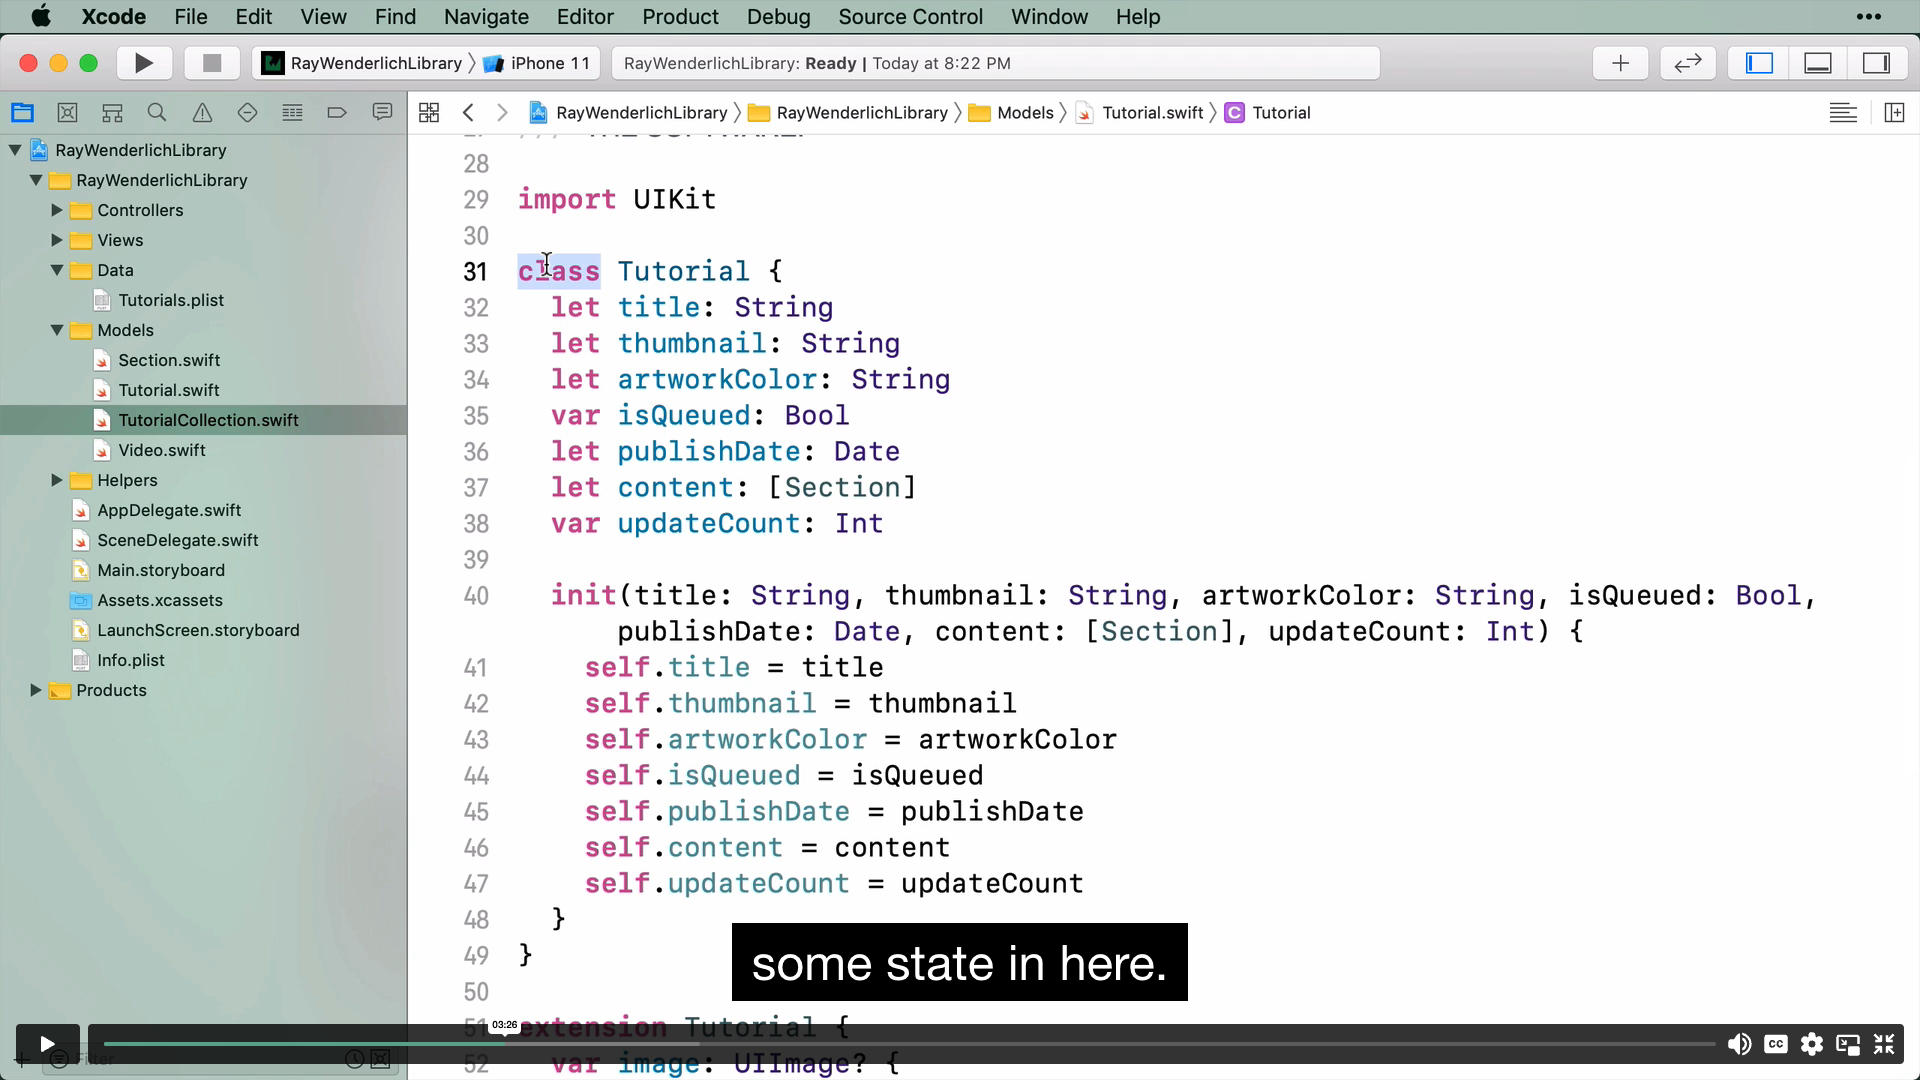 Xcode File Edit View Find Navigate Editor Product Debug Source Control Window Help
RayWenderlichLibrary iPhone 11 RayWenderlichLibrary: Ready | Today at 8:22 PM
RayWenderlichLibrary RayWenderlichLibrary Models Tutorial.swift C Tutorial
RayWenderlichLibrary
RayWenderlichLibrary
Controllers
Views
Data
Tutorials.plist
Models
Section.swift
Tutorial.swift
TutorialCollection.swift
Video.swift
Helpers
AppDelegate.swift
SceneDelegate.swift
Main.storyboard
Assets.xcassets
LaunchScreen.storyboard
Info.plist
Products
Filter
28
29 import UIKit
30
31 class Tutorial {
32 let title: String
33 let thumbnail: String
34 let artworkColor: String
35 var isQueued: Bool
36 let publishDate: Date
37 let content: [Section]
38 var updateCount: Int
39
40 init(title: String, thumbnail: String, artworkColor: String, isQueued: Bool,
publishDate: Date, content: [Section], updateCount: Int) {
41 self.title = title
42 self.thumbnail = thumbnail
43 self.artworkColor = artworkColor
44 self.isQueued = isQueued
45 self.publishDate = publishDate
46 self.content = content
47 self.updateCount = updateCount
48 }
49 }
50
51 extension Tutorial {
52 var image: UIImage? {
some state in here.
03:26
CC